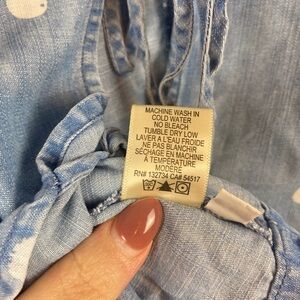 MACHINE WASH IN
COLD WATER
NO BLEACH
TUMBLE DRY LOW
LAVER A L'EAU FROIDE
NE PAS BLANCHIR
SÉCHAGE EN MACHINE
À TEMPÉRATURE
MODÉRÉ
RN# 132734 CA# 54517